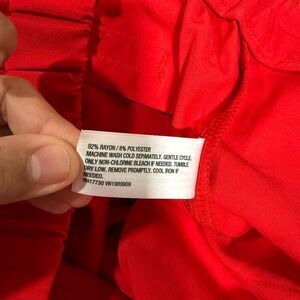 92% RAYON / 8% POLYESTER
MACHINE WASH COLD SEPARATELY. GENTLE CYCLE.
ONLY NON-CHLORINE BLEACH IF NEEDED. TUMBLE
DRY LOW. REMOVE PROMPTLY. COOL IRON IF
NEEDED.
RN17730 VN1989909